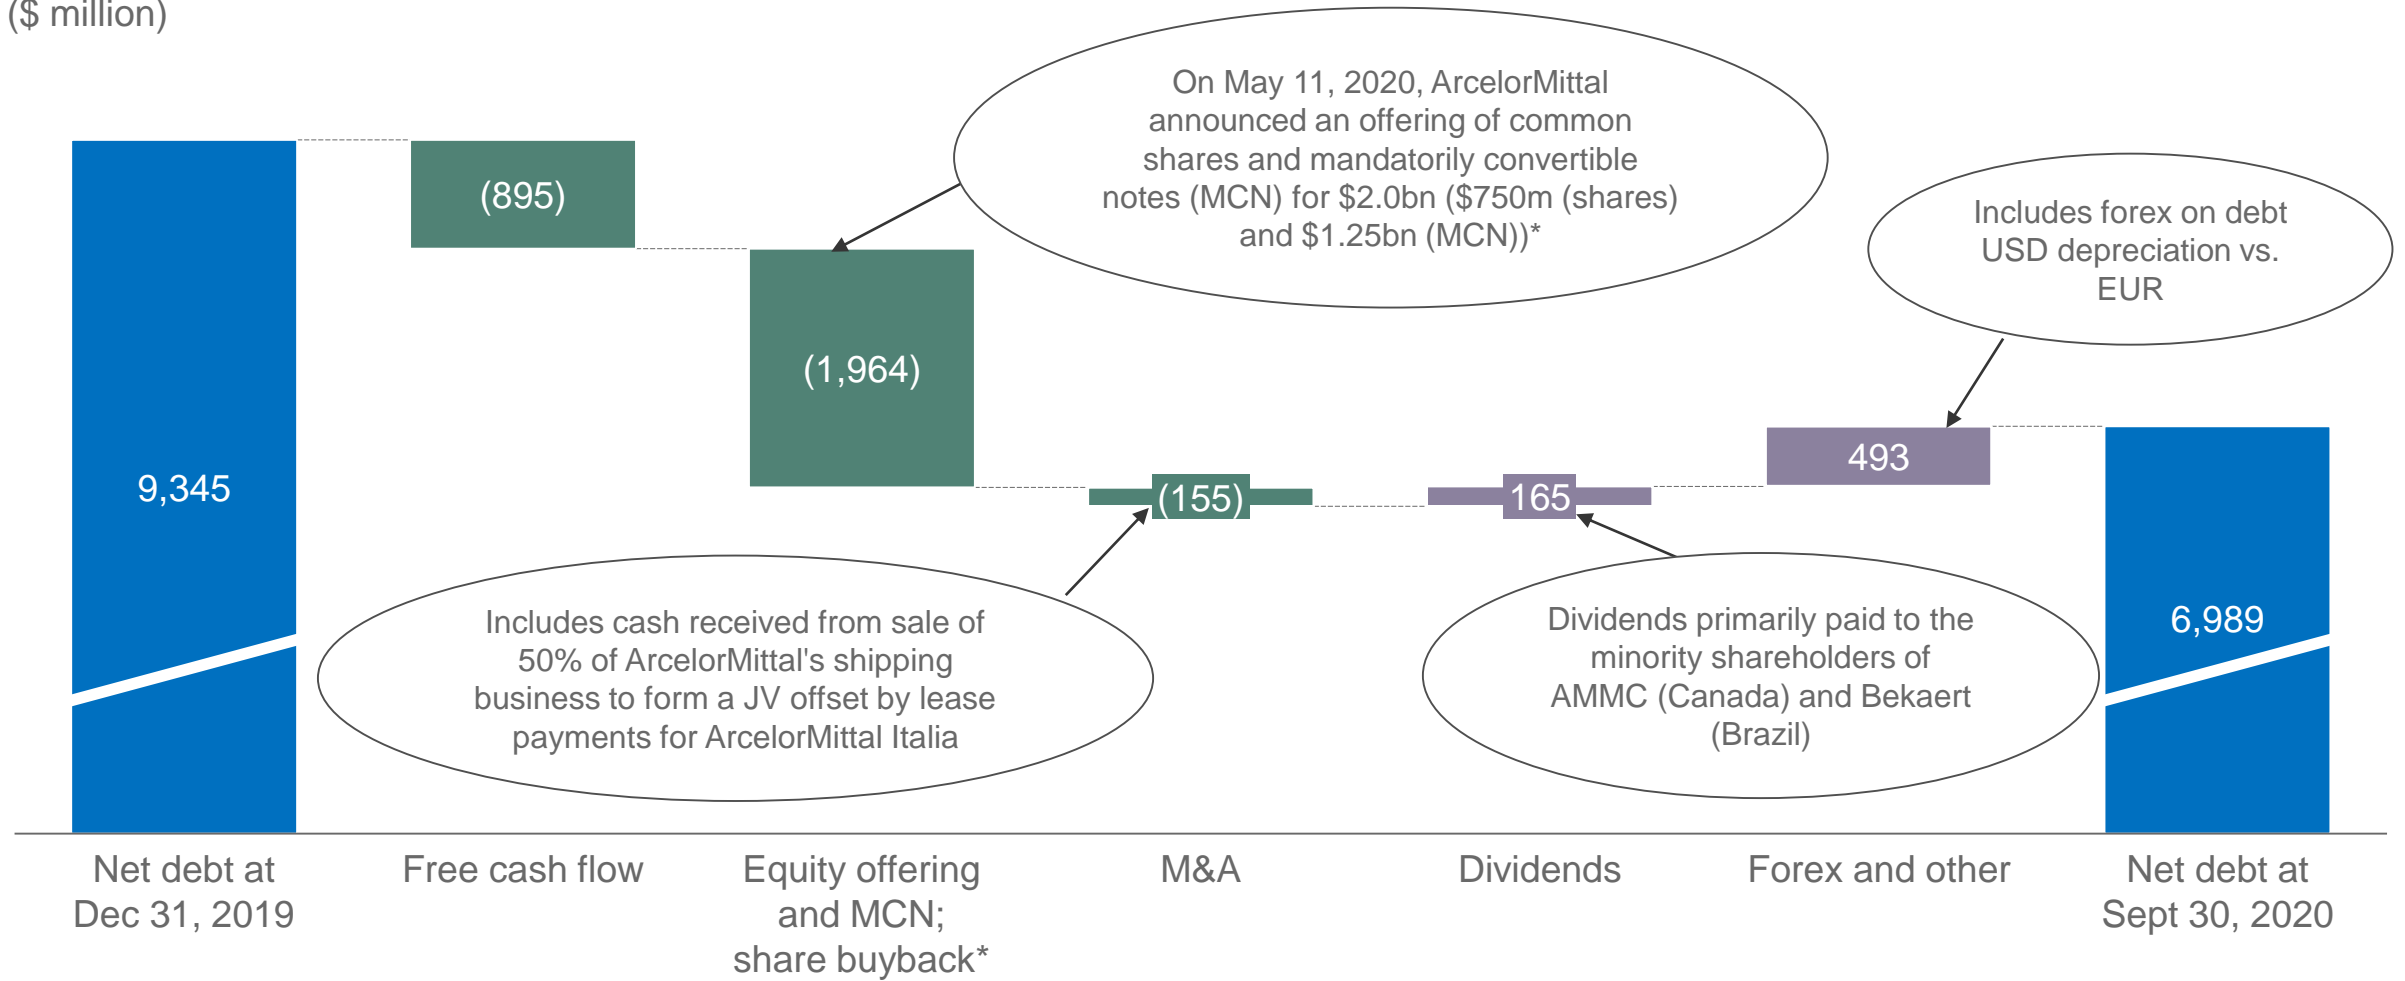 ($ million)
On May 11, 2020, ArcelorMittal
announced an offering of common
shares and mandatorily convertible
notes (MCN) for $2.0bn ($750m (shares)
and $1.25bn (MCN))*
Includes forex on debt
USD depreciation vs.
EUR
9,345
(895)
(1,964)
(155)
165
493
6,989
Includes cash received from sale of
50% of ArcelorMittal's shipping
business to form a JV offset by lease
payments for ArcelorMittal Italia
Dividends primarily paid to the
minority shareholders of
AMMC (Canada) and Bekaert
(Brazil)
Net debt at
Dec 31, 2019
Free cash flow
Equity offering
and MCN;
share buyback*
M&A
Dividends
Forex and other
Net debt at
Sept 30, 2020